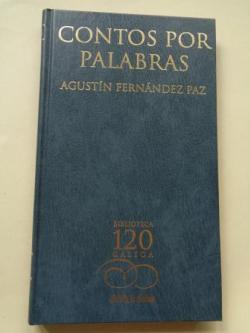 CONTOS POR
PALABRAS
AGUSTÍN FERNÁNDEZ PAZ
BIBLIOTECA
120
GALEGA